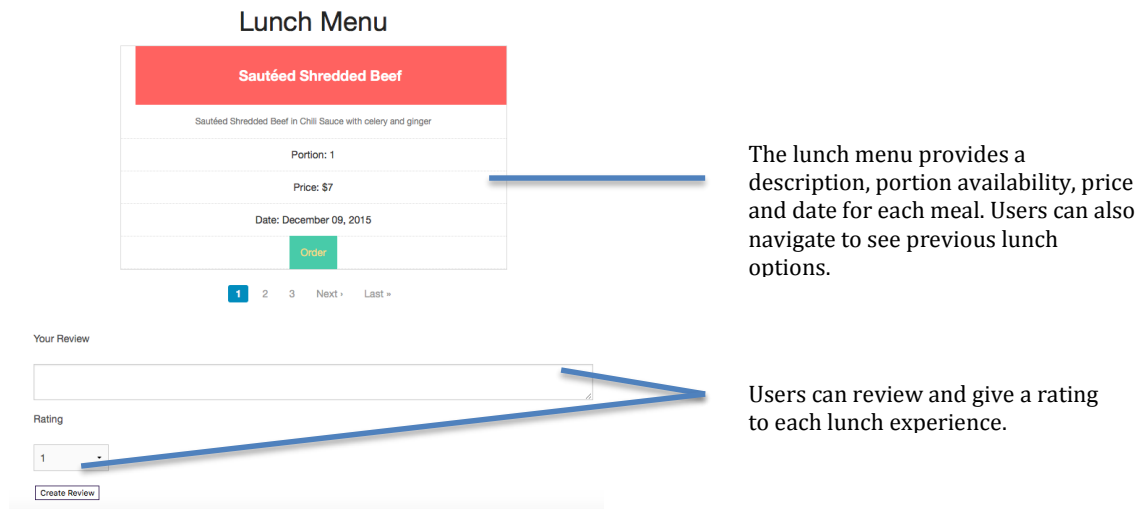 Lunch Menu
Sautéed Shredded Beef
Sautéed Shredded Beef in Chili Sauce with celery and ginger
Portion: 1
Price: $7
Date: December 09, 2015
Order
1 2 3 Next › Last »
The lunch menu provides a
description, portion availability, price
and date for each meal. Users can also
navigate to see previous lunch
options.
Your Review
Rating
1
Create Review
Users can review and give a rating
to each lunch experience.